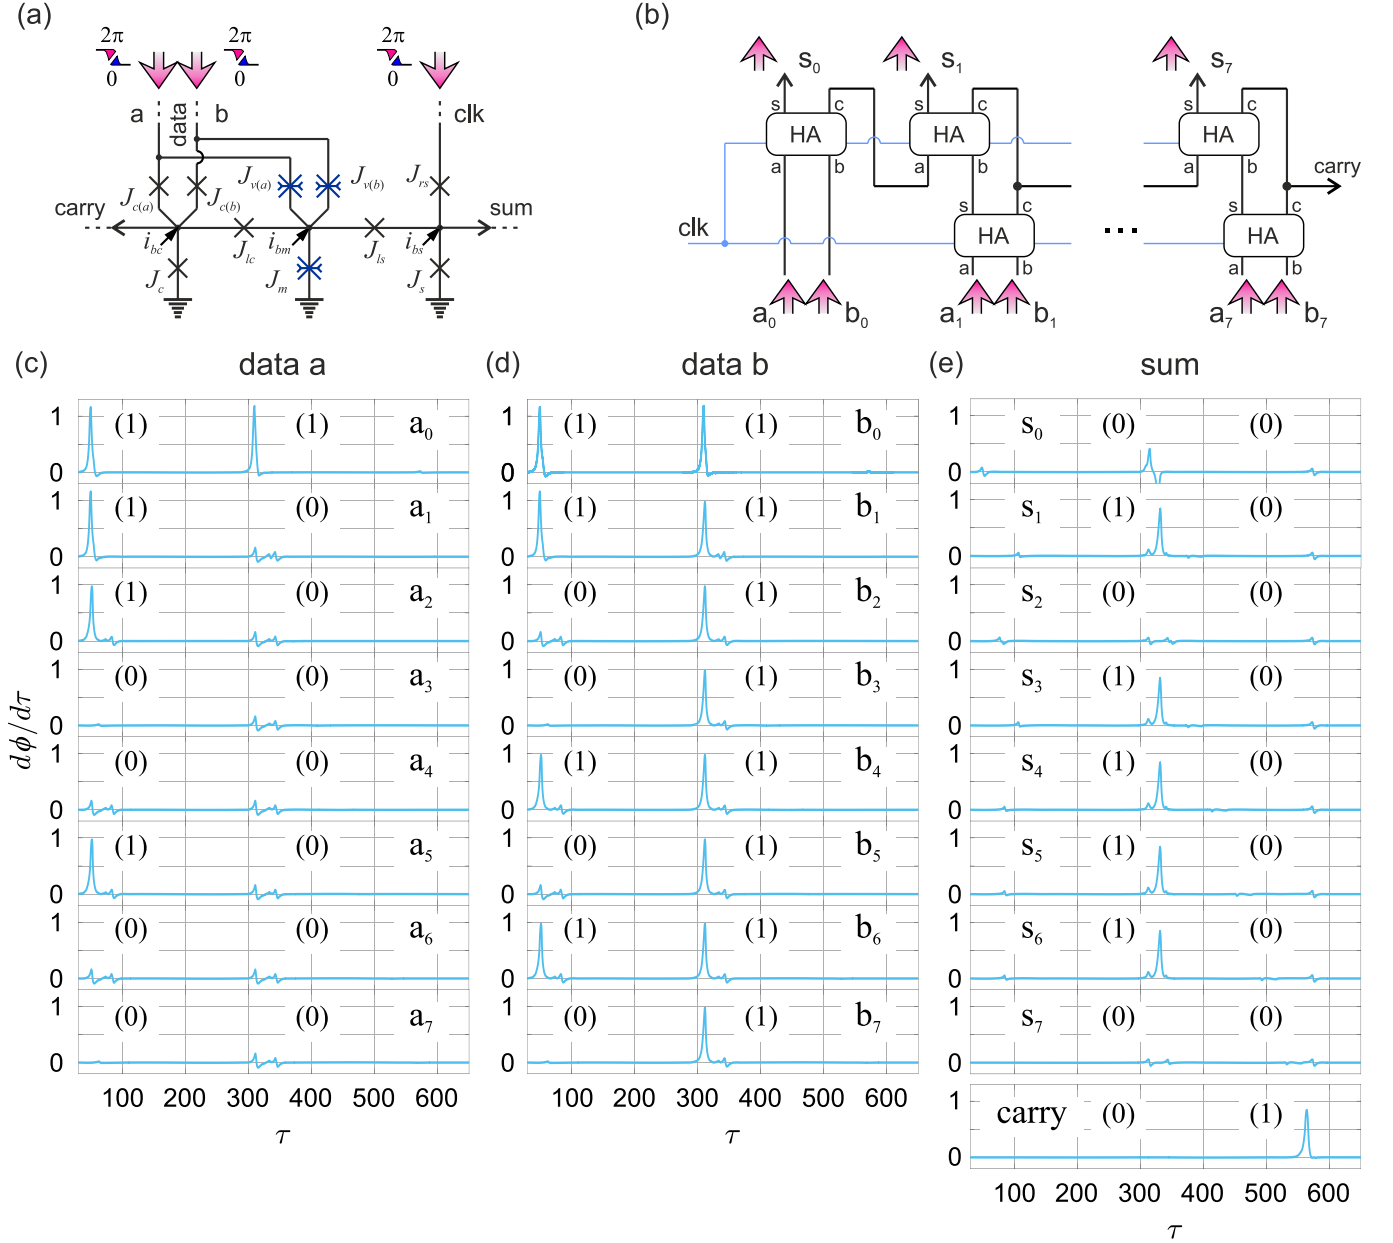 (a)
2π
0
2π
0
2π
0
a
data
b
clk
J_c(a)
J_c(b)
J_v(a)
J_v(b)
J_rs
carry
sum
i_bc
J_lc
i_bm
J_ls
i_bs
J_c
J_m
J_s
(b)
s_0
s_1
s_7
s c
s c
s c
HA
HA
HA
a b
a b
a b
carry
s c
s c
clk
HA
HA
...
a b
a b
a_0 b_0
a_1 b_1
a_7 b_7
(c)
data a
1
0
(1) (1) a_0
1
0
(1) (0) a_1
1
0
(1) (0) a_2
1
0
(0) (0) a_3
1
0
(0) (0) a_4
1
0
(1) (0) a_5
1
0
(0) (0) a_6
1
0
(0) (0) a_7
dϕ/dτ
100 200 300 400 500 600
τ
(d)
data b
1
0
(1) (1) b_0
1
0
(1) (1) b_1
1
0
(0) (1) b_2
1
0
(0) (1) b_3
1
0
(1) (1) b_4
1
0
(0) (1) b_5
1
0
(1) (1) b_6
1
0
(0) (1) b_7
100 200 300 400 500 600
τ
(e)
sum
1
0
s_0 (0) (0)
1
0
s_1 (1) (0)
1
0
s_2 (0) (0)
1
0
s_3 (1) (0)
1
0
s_4 (1) (0)
1
0
s_5 (1) (0)
1
0
s_6 (1) (0)
1
0
s_7 (0) (0)
1
0
carry (0) (1)
100 200 300 400 500 600
τ